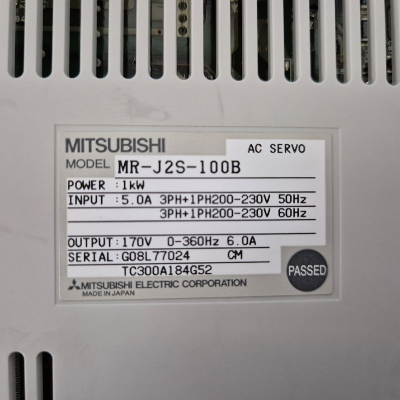 MITSUBISHI
AC SERVO
MODEL MR-J2S-100B
POWER :1kW
INPUT :5.0A 3PH+1PH200-230V 50Hz
3PH+1PH200-230V 60Hz
OUTPUT:170V 0-360Hz 6.0A
SERIAL:G08L77024 CM
TC300A184G52
PASSED
MITSUBISHI ELECTRIC CORPORATION
MADE IN JAPAN